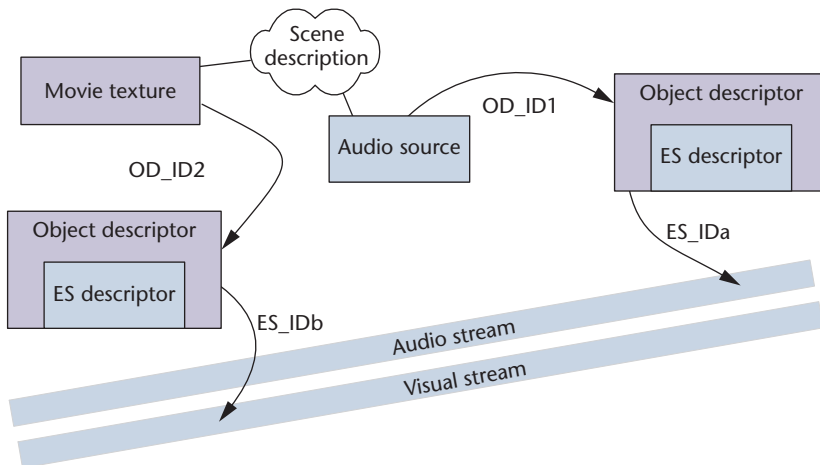 Scene
description
Movie texture
Audio source
OD_ID1
Object descriptor
ES descriptor
OD_ID2
Object descriptor
ES descriptor
ES_IDa
ES_IDb
Audio stream
Visual stream